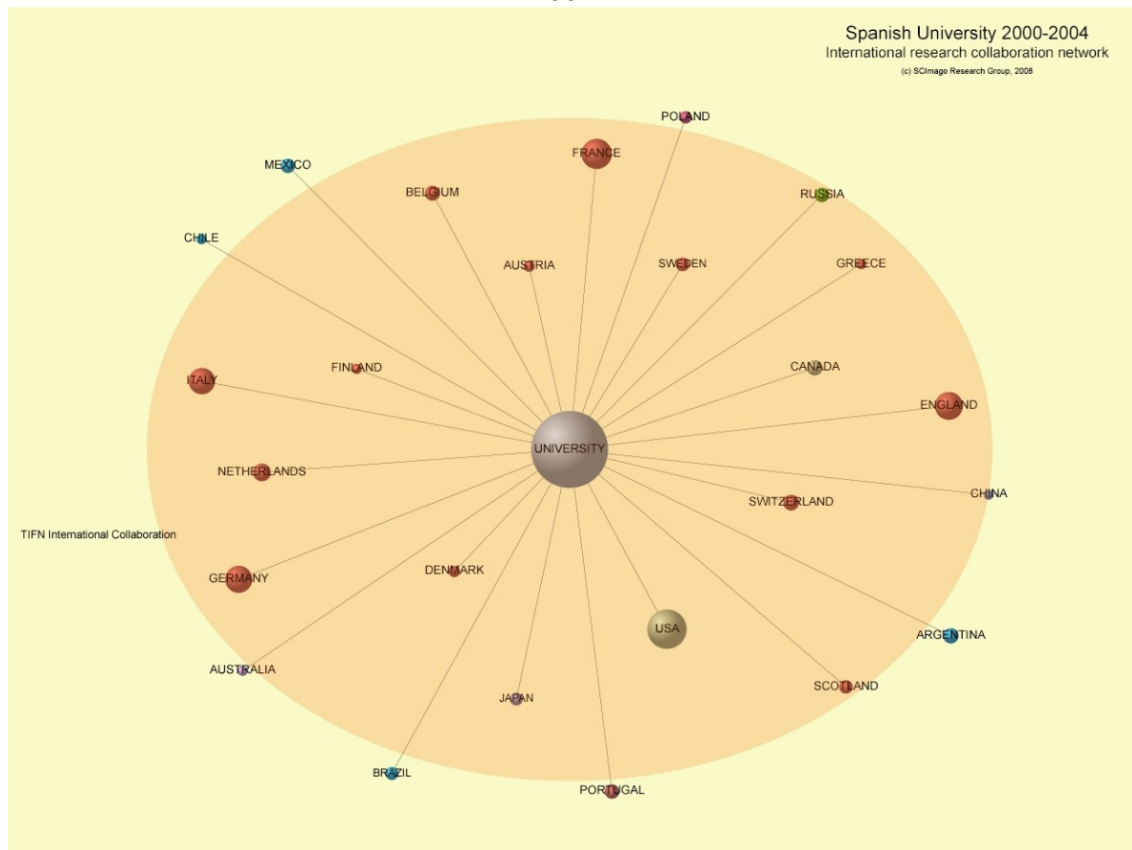 Spanish University 2000-2004
International research collaboration network
(c) SCImago Research Group, 2008
POLAND
FRANCE
MEXICO
BELGIUM
RUSSIA
CHILE
AUSTRIA
SWEDEN
GREECE
FINLAND
CANADA
ITALY
ENGLAND
UNIVERSITY
NETHERLANDS
CHINA
SWITZERLAND
TIFN International Collaboration
GERMANY
DENMARK
USA
ARGENTINA
AUSTRALIA
SCOTLAND
JAPAN
BRAZIL
PORTUGAL